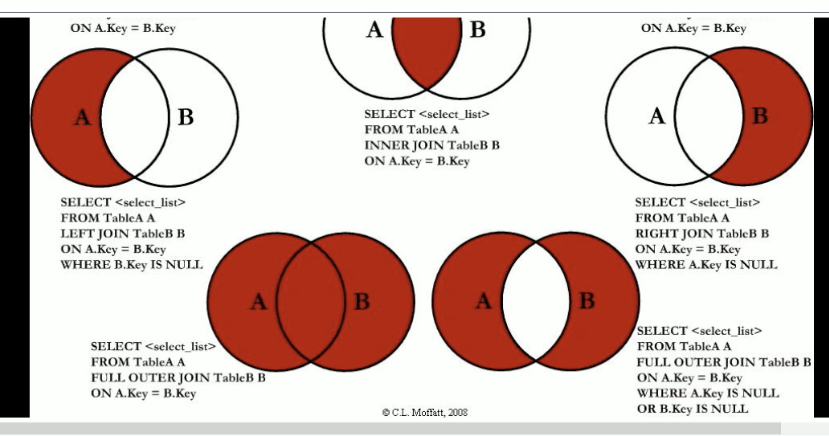 ON A.Key = B.Key
A B
ON A.Key = B.Key
A B
SELECT <select_list>
FROM TableA A
INNER JOIN TableB B
ON A.Key = B.Key
A B
SELECT <select_list>
FROM TableA A
LEFT JOIN TableB B
ON A.Key = B.Key
WHERE B.Key IS NULL
SELECT <select_list>
FROM TableA A
RIGHT JOIN TableB B
ON A.Key = B.Key
WHERE A.Key IS NULL
A B
A B
SELECT <select_list>
FROM TableA A
FULL OUTER JOIN TableB B
ON A.Key = B.Key
SELECT <select_list>
FROM TableA A
FULL OUTER JOIN TableB B
ON A.Key = B.Key
WHERE A.Key IS NULL
OR B.Key IS NULL
© C.L. Moffatt, 2008